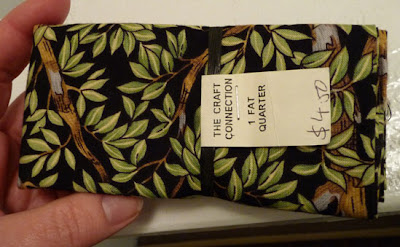 THE CRAFT
CONNECTION
1 FAT
QUARTER
$4.50